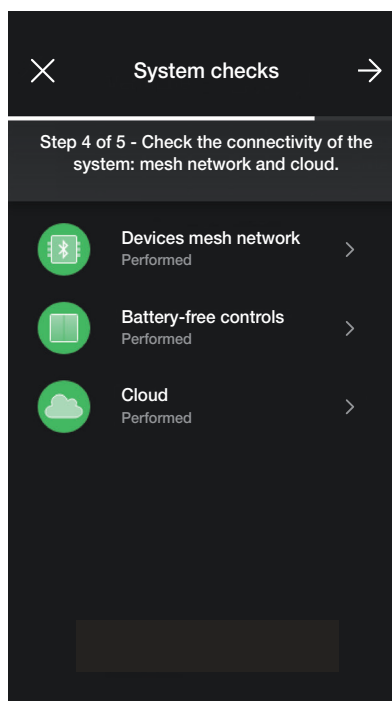 System checks
Step 4 of 5 - Check the connectivity of the
system: mesh network and cloud.
Devices mesh network
Performed
Battery-free controls
Performed
Cloud
Performed